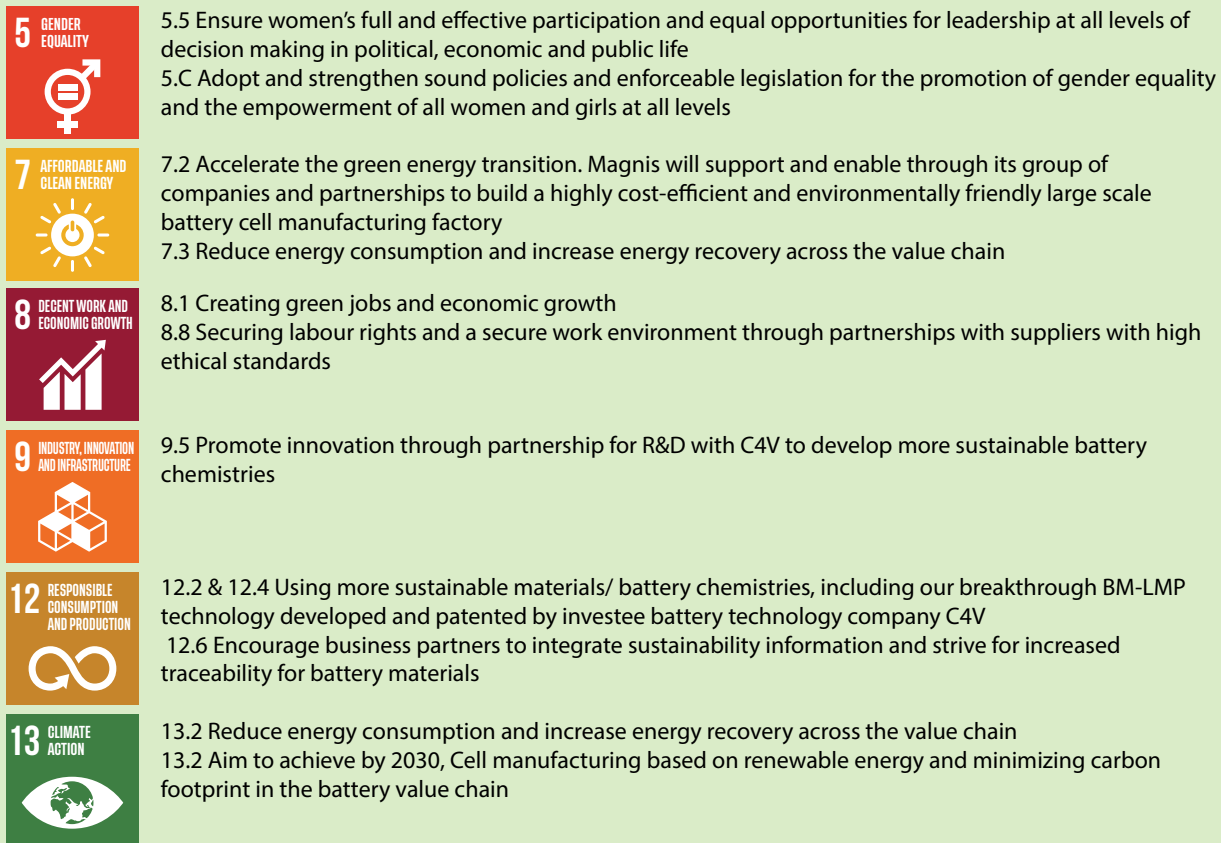 5 GENDER
EQUALITY
5.5 Ensure women’s full and effective participation and equal opportunities for leadership at all levels of
decision making in political, economic and public life
5.C Adopt and strengthen sound policies and enforceable legislation for the promotion of gender equality
and the empowerment of all women and girls at all levels
7 AFFORDABLE AND
CLEAN ENERGY
7.2 Accelerate the green energy transition. Magnis will support and enable through its group of
companies and partnerships to build a highly cost-efficient and environmentally friendly large scale
battery cell manufacturing factory
7.3 Reduce energy consumption and increase energy recovery across the value chain
8 DECENT WORK AND
ECONOMIC GROWTH
8.1 Creating green jobs and economic growth
8.8 Securing labour rights and a secure work environment through partnerships with suppliers with high
ethical standards
9 INDUSTRY, INNOVATION
AND INFRASTRUCTURE
9.5 Promote innovation through partnership for R&D with C4V to develop more sustainable battery
chemistries
12 RESPONSIBLE
CONSUMPTION
AND PRODUCTION
12.2 & 12.4 Using more sustainable materials/ battery chemistries, including our breakthrough BM-LMP
technology developed and patented by investee battery technology company C4V
12.6 Encourage business partners to integrate sustainability information and strive for increased
traceability for battery materials
13 CLIMATE
ACTION
13.2 Reduce energy consumption and increase energy recovery across the value chain
13.2 Aim to achieve by 2030, Cell manufacturing based on renewable energy and minimizing carbon
footprint in the battery value chain